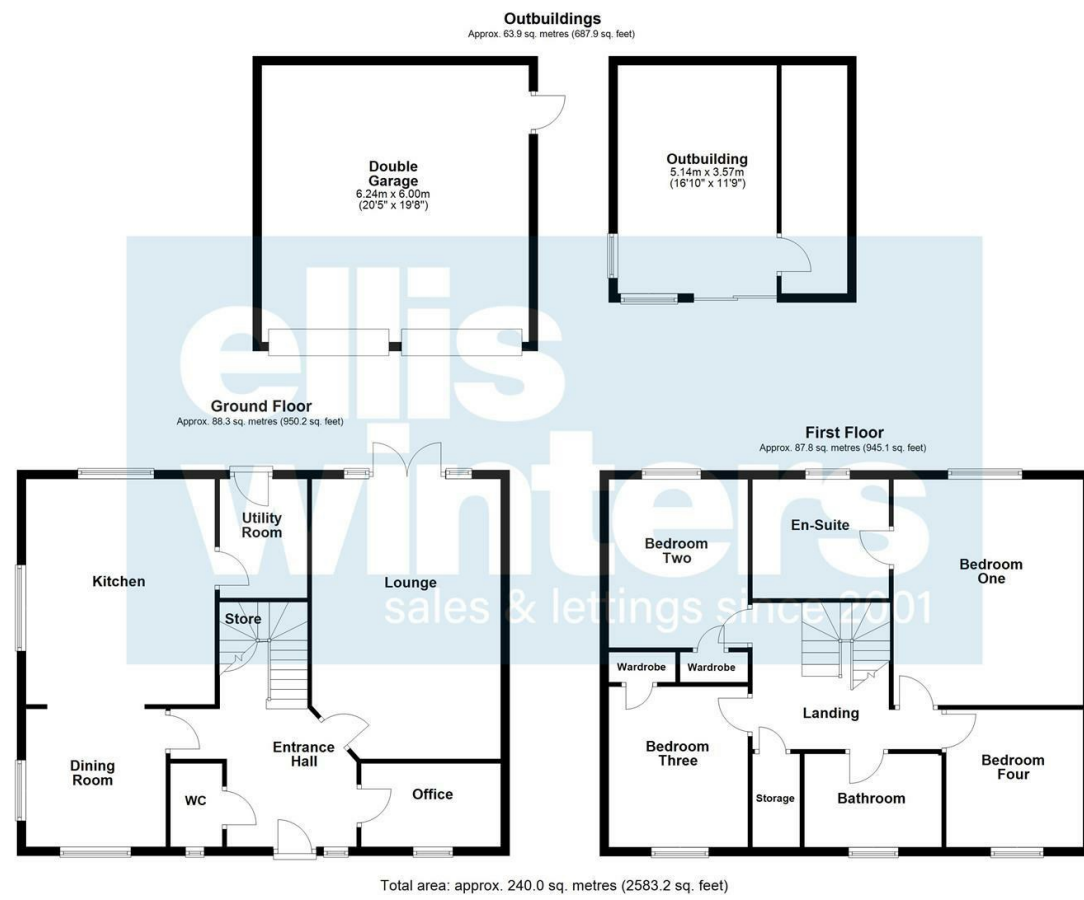 Outbuildings
Approx. 63.9 sq. metres (687.9 sq. feet)
Double
Garage
6.24m x 6.00m
(20'5" x 19'8")
Outbuilding
5.14m x 3.57m
(16'10" x 11'9")
ellis
winters
sales & lettings since 2001
Ground Floor
Approx. 88.3 sq. metres (950.2 sq. feet)
Kitchen
Utility
Room
Store
Lounge
Dining
Room
WC
Entrance
Hall
Office
First Floor
Approx. 87.8 sq. metres (945.1 sq. feet)
Bedroom
Two
En-Suite
Bedroom
One
Wardrobe
Wardrobe
Landing
Bedroom
Three
Storage
Bathroom
Bedroom
Four
Total area: approx. 240.0 sq. metres (2583.2 sq. feet)